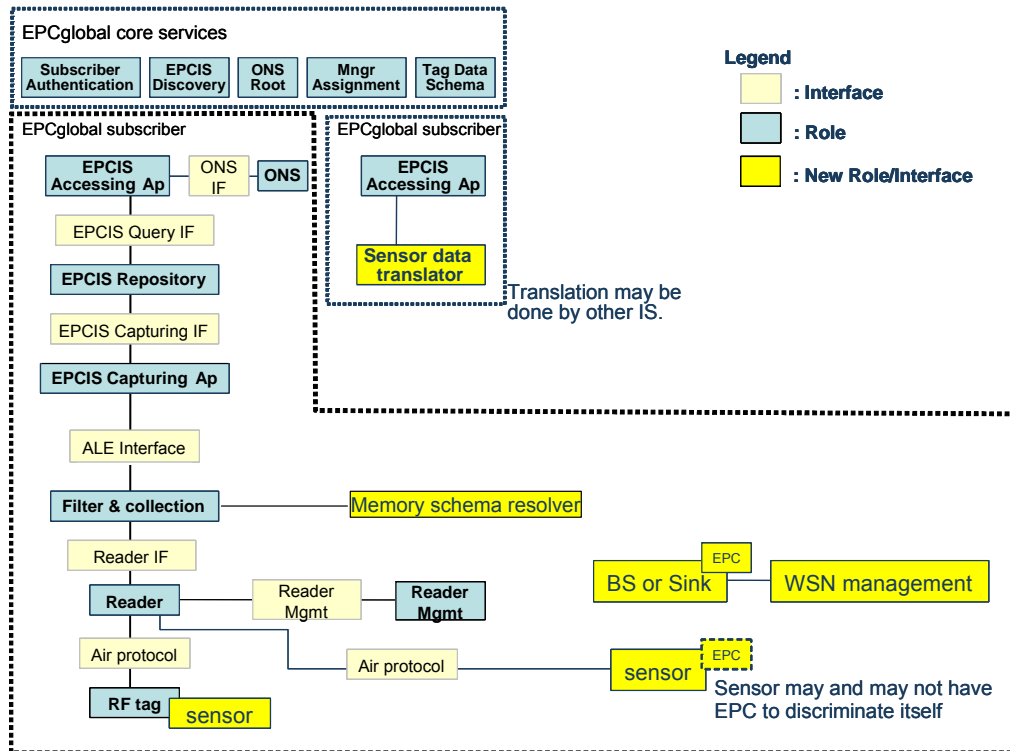 EPCglobal core services
Subscriber
Authentication
EPCIS
Discovery
ONS
Root
Mngr
Assignment
Tag Data
Schema
Legend
: Interface
: Role
: New Role/Interface
EPCglobal subscriber
EPCIS
Accessing Ap
ONS
IF
ONS
EPCIS Query IF
EPCIS Repository
EPCIS Capturing IF
EPCIS Capturing Ap
ALE Interface
Filter & collection
Memory schema resolver
Reader IF
Reader
Reader
Mgmt
Reader
Mgmt
Air protocol
RF tag
sensor
Air protocol
sensor
EPC
Sensor may and may not have
EPC to discriminate itself
EPCglobal subscriber
EPCIS
Accessing Ap
Sensor data
translator
Translation may be
done by other IS.
EPC
BS or Sink
WSN management